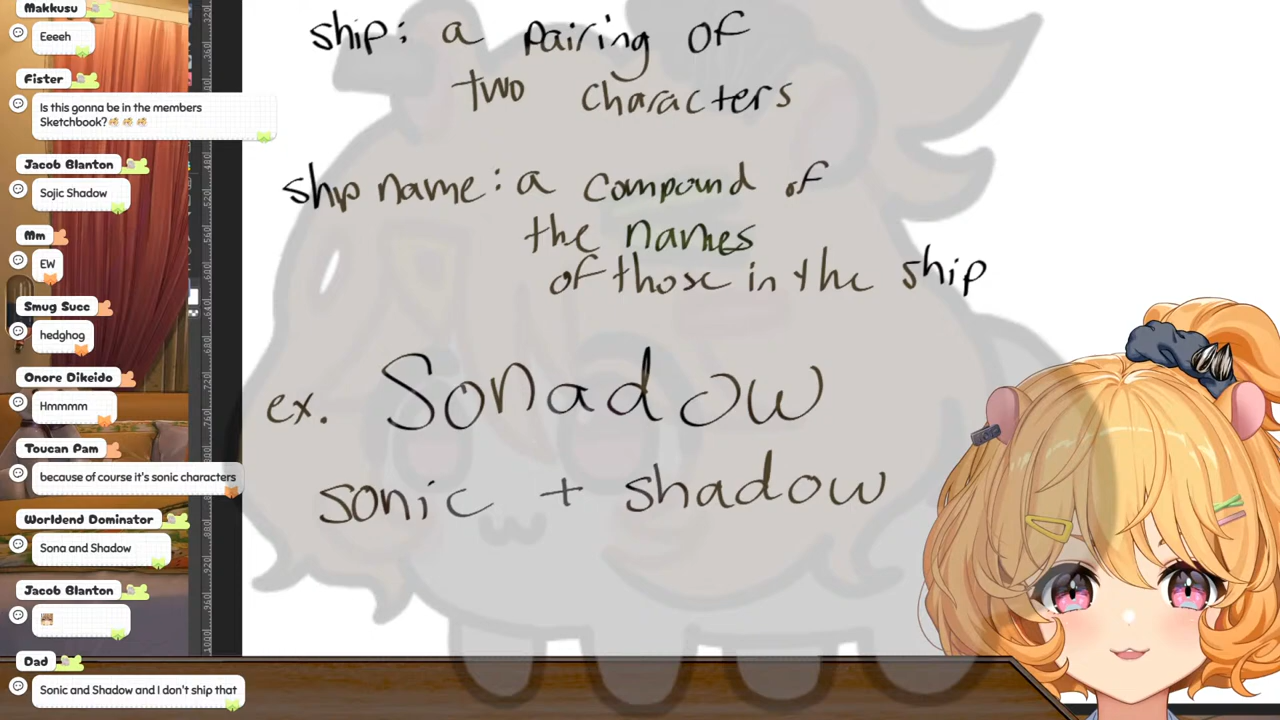 Makkusu
Eeeeh
Fister
Is this gonna be in the members
Sketchbook?
Jacob Blanton
Sojic Shadow
Mm
EW
Smug Succ
hedghog
Onore Dikeido
Hmmmm
Toucan Pam
because of course it's sonic characters
Worldend Dominator
Sona and Shadow
Jacob Blanton
Dad
Sonic and Shadow and I don't ship that
ship: a pairing of
two characters
ship name: a compound of
the names
of those in the ship
ex. Sonadow
sonic + shadow